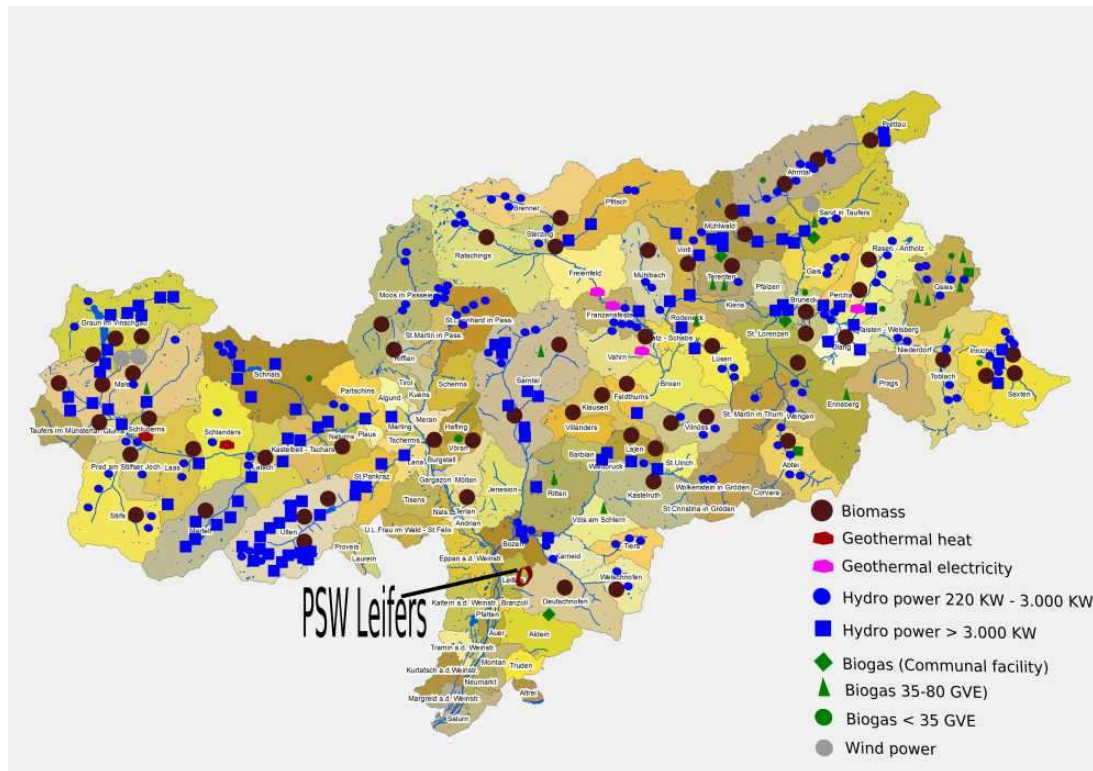 Prettau
Ahrntal
Brenner
Pfitsch
Sand in Taufers
Mühlwald
Sterzing
Vintl
Rasen - Antholz
Ratschings
Freienfeld
Mühlbach
Terenten
Gais
Pfalzen
Percha
Gsies
Moos in Passeier
Kiens
Bruneck
Graun im Vinschgau
St.Leonhard in Pass.
Franzensfeste
Rodeneck
St. Lorenzen
St.Martin in Pass.
Niederdorf
Innichen
Vahrn
Lüsen
Toblach
Schnals
Riffian
Partschins
Tirol
Schenna
Sarntal
Brixen
Prags
Sexten
Algund
Kuens
Feldthurns
Enneberg
Marling
Meran
Hafling
Klausen
St. Martin in Thurn
Wengen
Taufers im Münstertal
Schluderns
Schlanders
Naturns
Plaus
Tscherms
Vöran
Villanders
Villnöss
Kastelbell - Tschars
Lana
Burgstall
Barbian
Lajen
Abtei
Prad am Stilfser Joch
Laas
Latsch
St.Pankraz
Gargazon
Mölten
St.Ulrich
Wolkenstein in Gröden
Tisens
Jenesien
Ritten
Kastelruth
Corvara
Stilfs
Martell
Ulten
Nals
Terlan
St.Christina in Gröden
U.L.Frau im Wald - St.Felix
Andrian
Völs am Schlern
Proveis
Bozen
Tiers
Laurein
Eppan a.d. Weinstr.
Karneid
Welschnofen
PSW Leifers
Deutschnofen
Kaltern a.d. Weinstr.
Branzoll
Pfatten
Auer
Aldein
Tramin a.d. Weinstr.
Montan
Truden
Kurtatsch a.d. Weinstr.
Neumarkt
Altrei
Margreid a.d. Weinstr.
Salurn
Biomass
Geothermal heat
Geothermal electricity
Hydro power 220 KW - 3.000 KW
Hydro power > 3.000 KW
Biogas (Communal facility)
Biogas 35-80 GVE)
Biogas < 35 GVE
Wind power